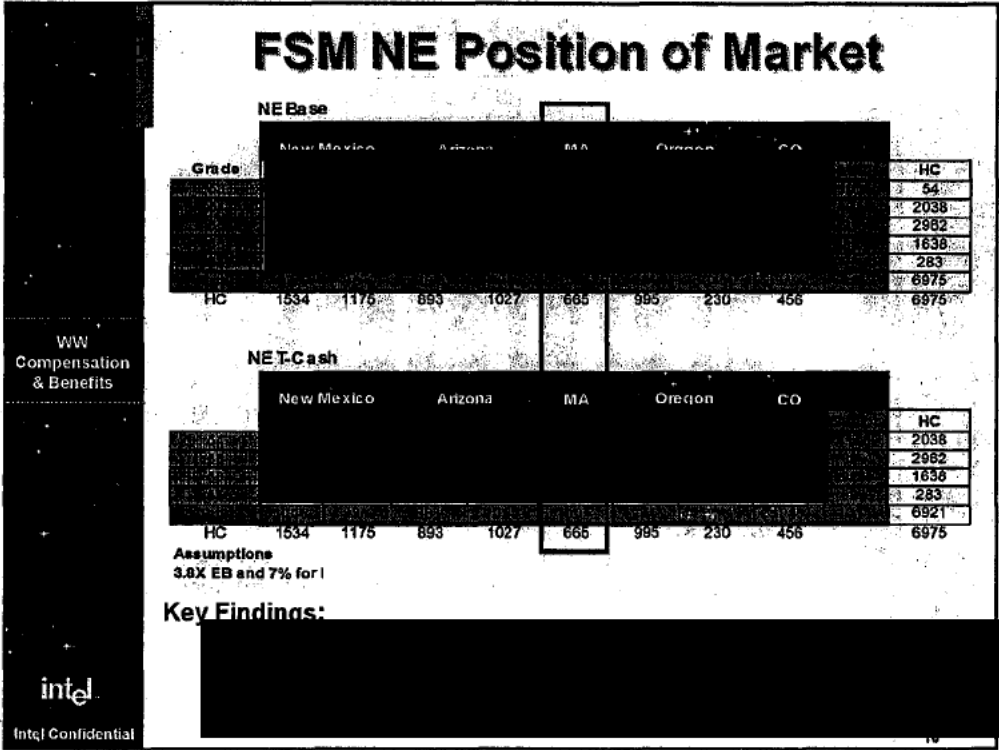 FSM NE Position of Market
NE Base
New Mexico Arizona MA Oregon CO
Grade HC
54
2038
2982
1638
283
6975
HC 1534 1175 893 1027 665 995 230 456 6975
WW
Compensation
& Benefits
NE T-Cash
New Mexico Arizona MA Oregon CO
HC
2038
2982
1638
283
6921
HC 1534 1175 893 1027 665 995 230 456 6975
Assumptions
3.8X EB and 7% for I
Key Findings:
intel
Intel Confidential